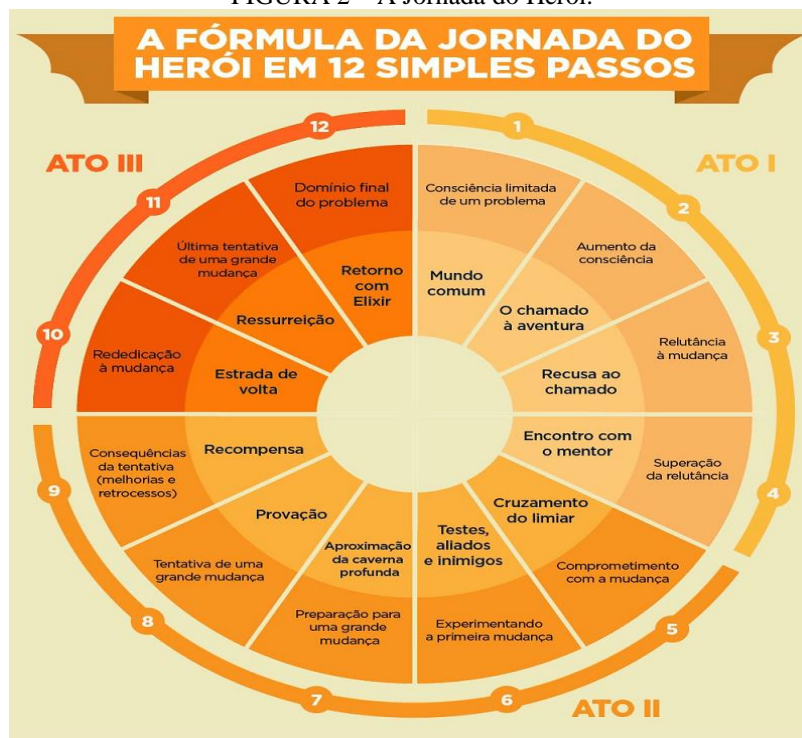 FIGURA 2 – A Jornada do Herói.
A FÓRMULA DA JORNADA DO
HERÓI EM 12 SIMPLES PASSOS
ATO I
1
Consciência limitada
de um problema
Mundo
comum
2
Aumento da
consciência
O chamado
à aventura
3
Relutância
à mudança
Recusa ao
chamado
4
Superação
da relutância
Encontro com
o mentor
ATO II
5
Comprometimento
com a mudança
Cruzamento
do limiar
6
Experimentando
a primeira mudança
Testes,
aliados
e inimigos
7
Preparação para
uma grande
mudança
Aproximação
da caverna
profunda
8
Tentativa de uma
grande mudança
Provação
9
Consequências
da tentativa
(melhorias e
retrocessos)
Recompensa
ATO III
10
Rededicação
à mudança
Estrada de
volta
11
Última tentativa
de uma grande
mudança
Ressurreição
12
Domínio final
do problema
Retorno
com
Elixir